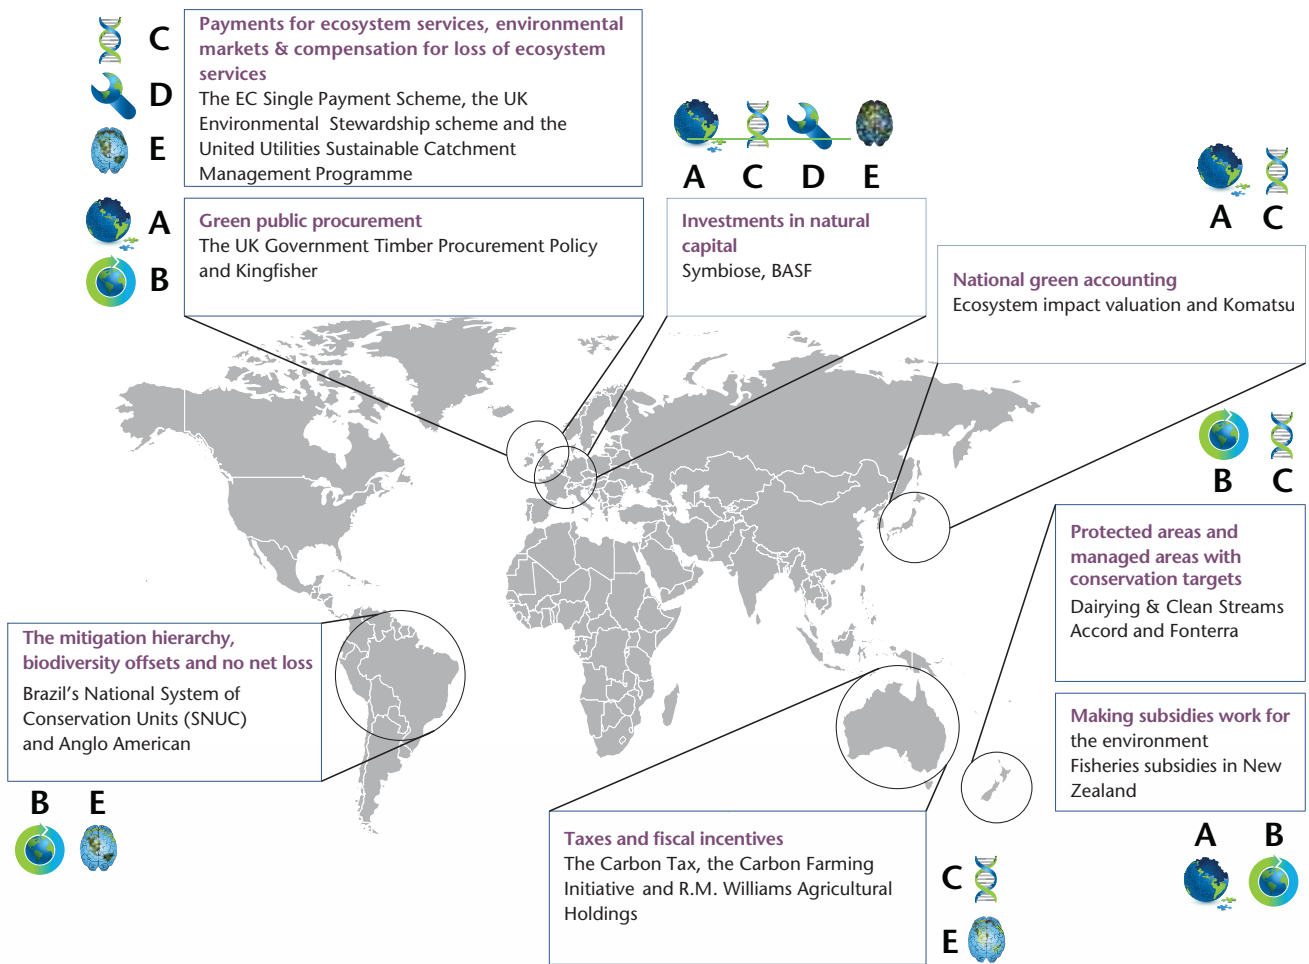 C
Payments for ecosystem services, environmental
markets & compensation for loss of ecosystem
services
D
The EC Single Payment Scheme, the UK
Environmental Stewardship scheme and the
E
United Utilities Sustainable Catchment
Management Programme
A C D E
A C
A
Green public procurement
The UK Government Timber Procurement Policy
and Kingfisher
B
Investments in natural
capital
Symbiose, BASF
National green accounting
Ecosystem impact valuation and Komatsu
B C
Protected areas and
managed areas with
conservation targets
Dairying & Clean Streams
Accord and Fonterra
The mitigation hierarchy,
biodiversity offsets and no net loss
Brazil's National System of
Conservation Units (SNUC)
and Anglo American
B E
Making subsidies work for
the environment
Fisheries subsidies in New
Zealand
A B
Taxes and fiscal incentives
The Carbon Tax, the Carbon Farming
Initiative and R.M. Williams Agricultural
Holdings
C
E